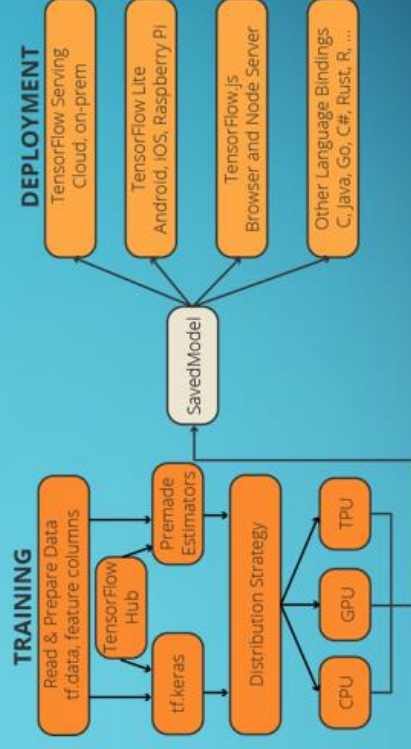 TRAINING
Read & Prepare Data
tf.data, feature columns
TensorFlow
Hub
tf.keras
Premade
Estimators
Distribution Strategy
CPU
GPU
TPU
SavedModel
DEPLOYMENT
TensorFlow Serving
Cloud, on-prem
TensorFlow Lite
Android, iOS, Raspberry Pi
TensorFlow.js
Browser and Node Server
Other Language Bindings
C, Java, Go, C#, Rust, R, ...